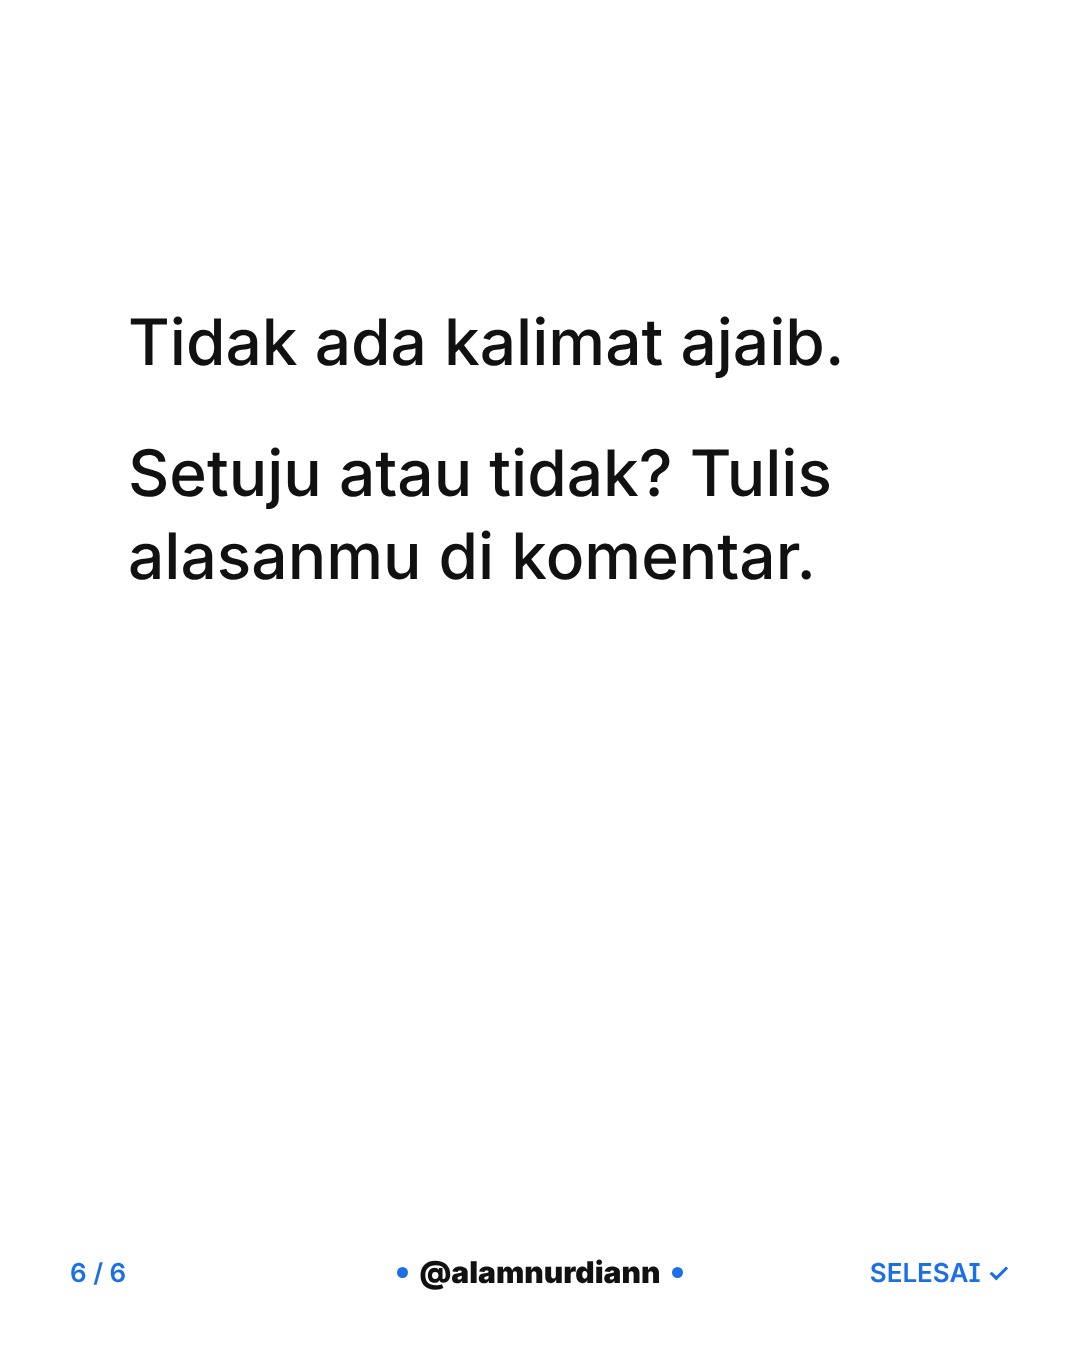 Tidak ada kalimat ajaib.
Setuju atau tidak? Tulis
alasanmu di komentar.
6 / 6
• @alamnurdiann •
SELESAI ✓